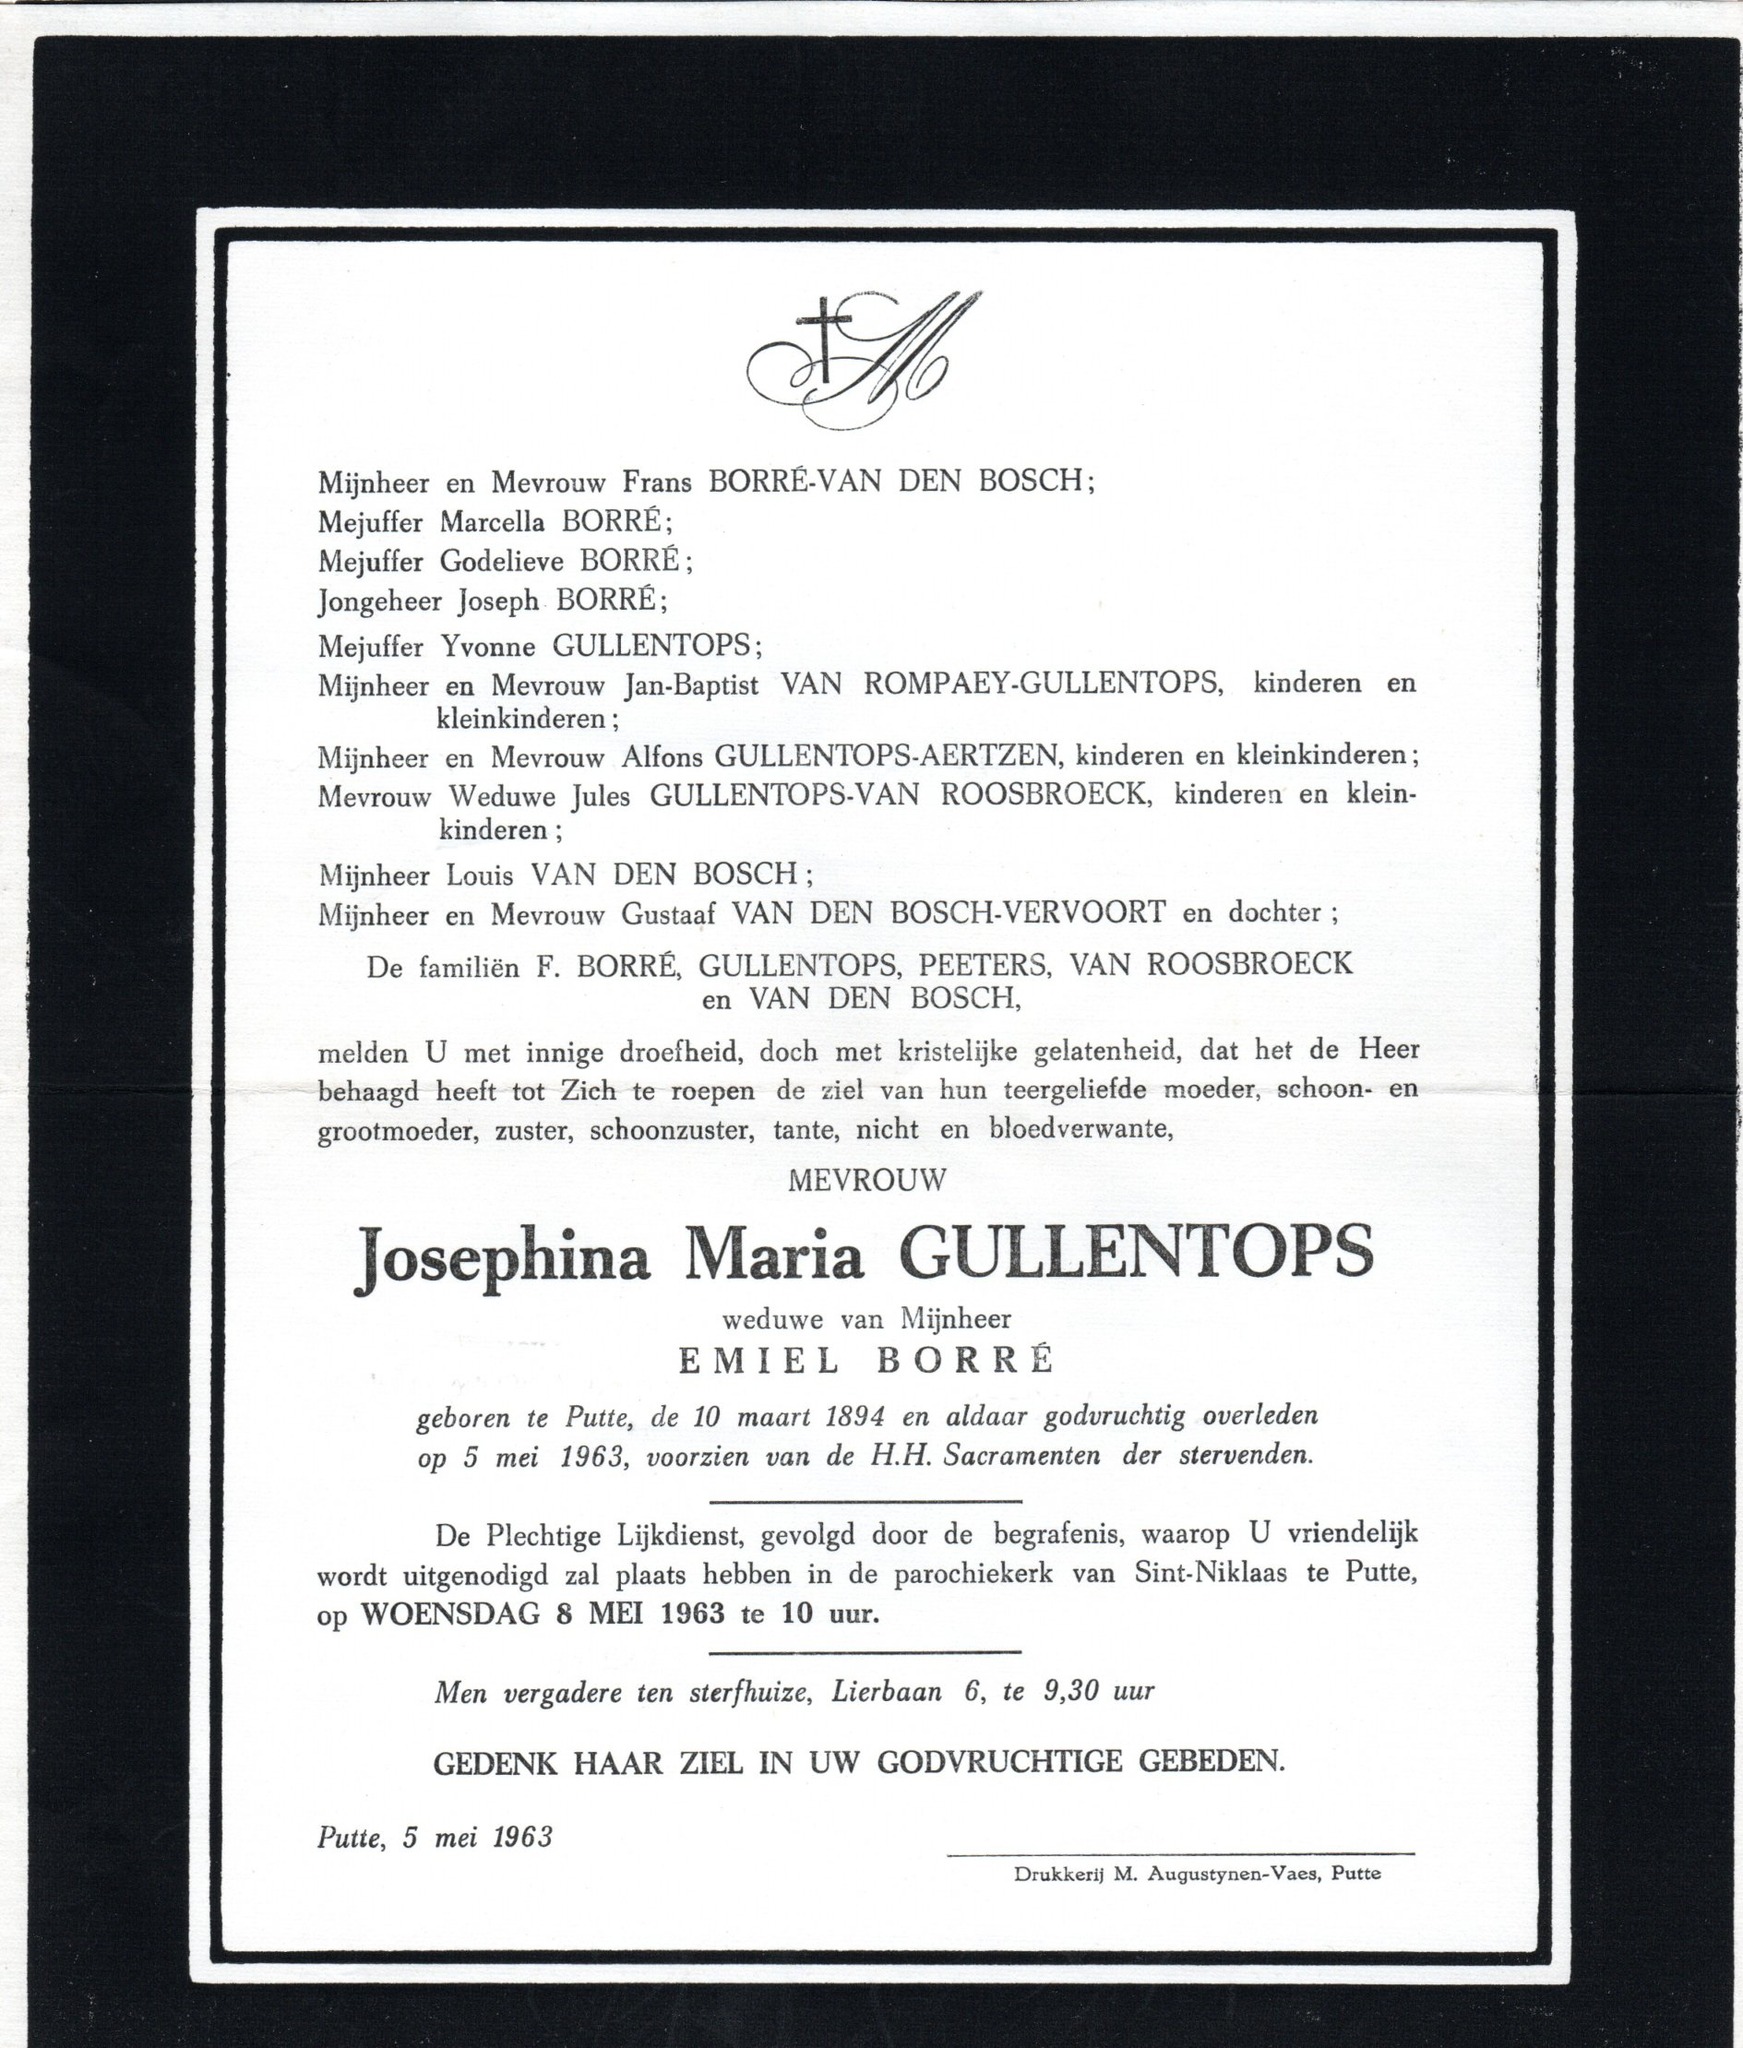 M
Mijnheer en Mevrouw Frans BORRÉ-VAN DEN BOSCH;
Mejuffer Marcella BORRÉ;
Mejuffer Godelieve BORRÉ;
Jongeheer Joseph BORRÉ;
Mejuffer Yvonne GULLENTOPS;
Mijnheer en Mevrouw Jan-Baptist VAN ROMPAEY-GULLENTOPS, kinderen en
kleinkinderen;
Mijnheer en Mevrouw Alfons GULLENTOPS-AERTZEN, kinderen en kleinkinderen;
Mevrouw Weduwe Jules GULLENTOPS-VAN ROOSBROECK, kinderen en klein-
kinderen;
Mijnheer Louis VAN DEN BOSCH;
Mijnheer en Mevrouw Gustaaf VAN DEN BOSCH-VERVOORT en dochter;
De familiën F. BORRÉ, GULLENTOPS, PEETERS, VAN ROOSBROECK
en VAN DEN BOSCH,
melden U met innige droefheid, doch met kristelijke gelatenheid, dat het de Heer
behaagd heeft tot Zich te roepen de ziel van hun teergeliefde moeder, schoon- en
grootmoeder, zuster, schoonzuster, tante, nicht en bloedverwante,
MEVROUW
Josephina Maria GULLENTOPS
weduwe van Mijnheer
EMIEL BORRÉ
geboren te Putte, de 10 maart 1894 en aldaar godvruchtig overleden
op 5 mei 1963, voorzien van de H.H. Sacramenten der stervenden.
De Plechtige Lijkdienst, gevolgd door de begrafenis, waarop U vriendelijk
wordt uitgenodigd zal plaats hebben in de parochiekerk van Sint-Niklaas te Putte,
op WOENSDAG 8 MEI 1963 te 10 uur.
Men vergadere ten sterfhuize, Lierbaan 6, te 9,30 uur
GEDENK HAAR ZIEL IN UW GODVRUCHTIGE GEBEDEN.
Putte, 5 mei 1963
Drukkerij M. Augustynen-Vaes, Putte